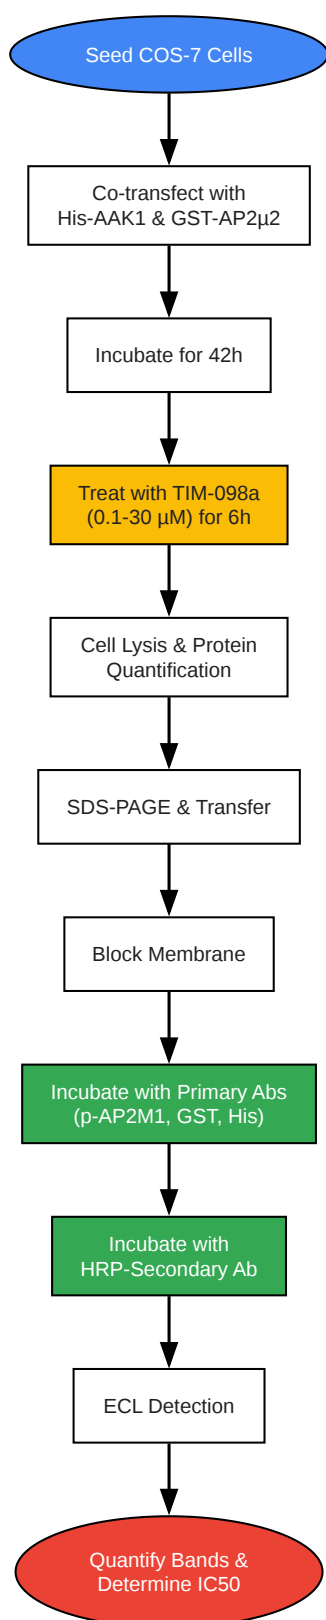 Seed COS-7 Cells
Co-transfect with
His-AAK1 & GST-AP2µ2
Incubate for 42h
Treat with TIM-098a
(0.1-30 µM) for 6h
Cell Lysis & Protein
Quantification
SDS-PAGE & Transfer
Block Membrane
Incubate with Primary Abs
(p-AP2M1, GST, His)
Incubate with
HRP-Secondary Ab
ECL Detection
Quantify Bands &
Determine IC50